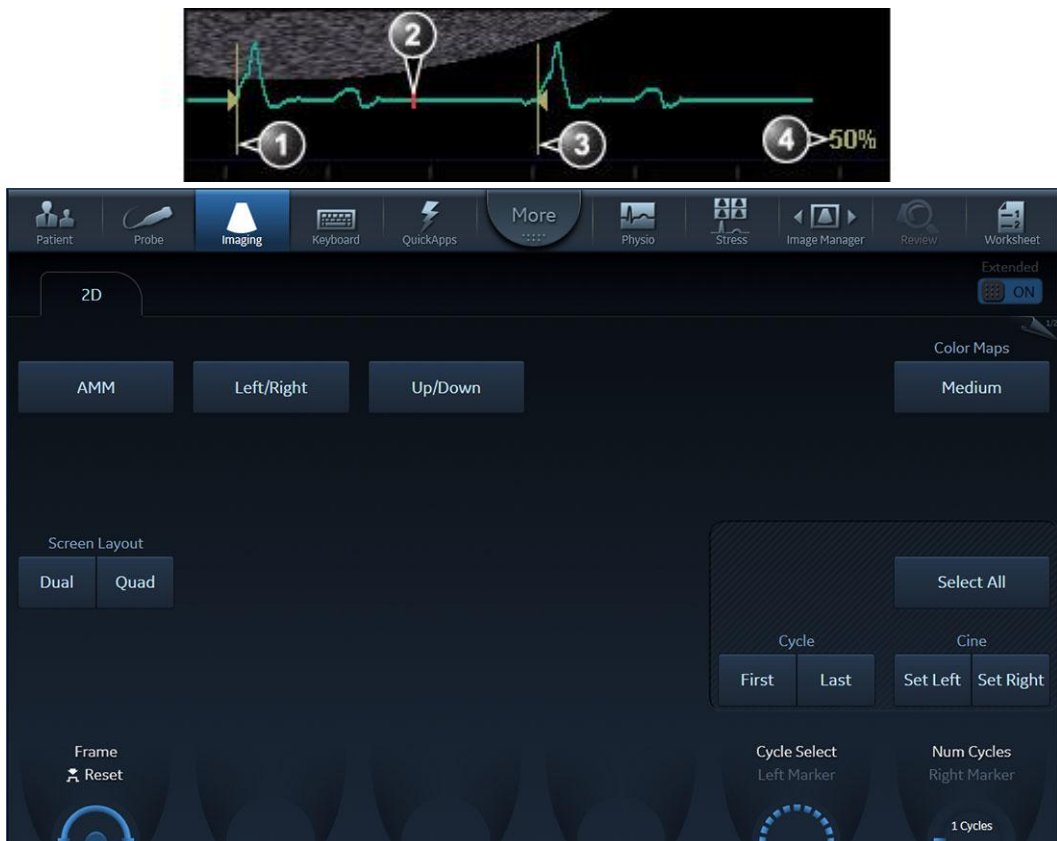 2
1
3
4
50%
Patient
Probe
Imaging
Keyboard
QuickApps
More
Physio
Stress
Image Manager
Review
Worksheet
2D
Extended
ON
1/2
Color Maps
AMM
Left/Right
Up/Down
Medium
Screen Layout
Dual
Quad
Select All
Cycle
Cine
First
Last
Set Left
Set Right
Frame
Reset
Cycle Select
Left Marker
Num Cycles
Right Marker
1 Cycles